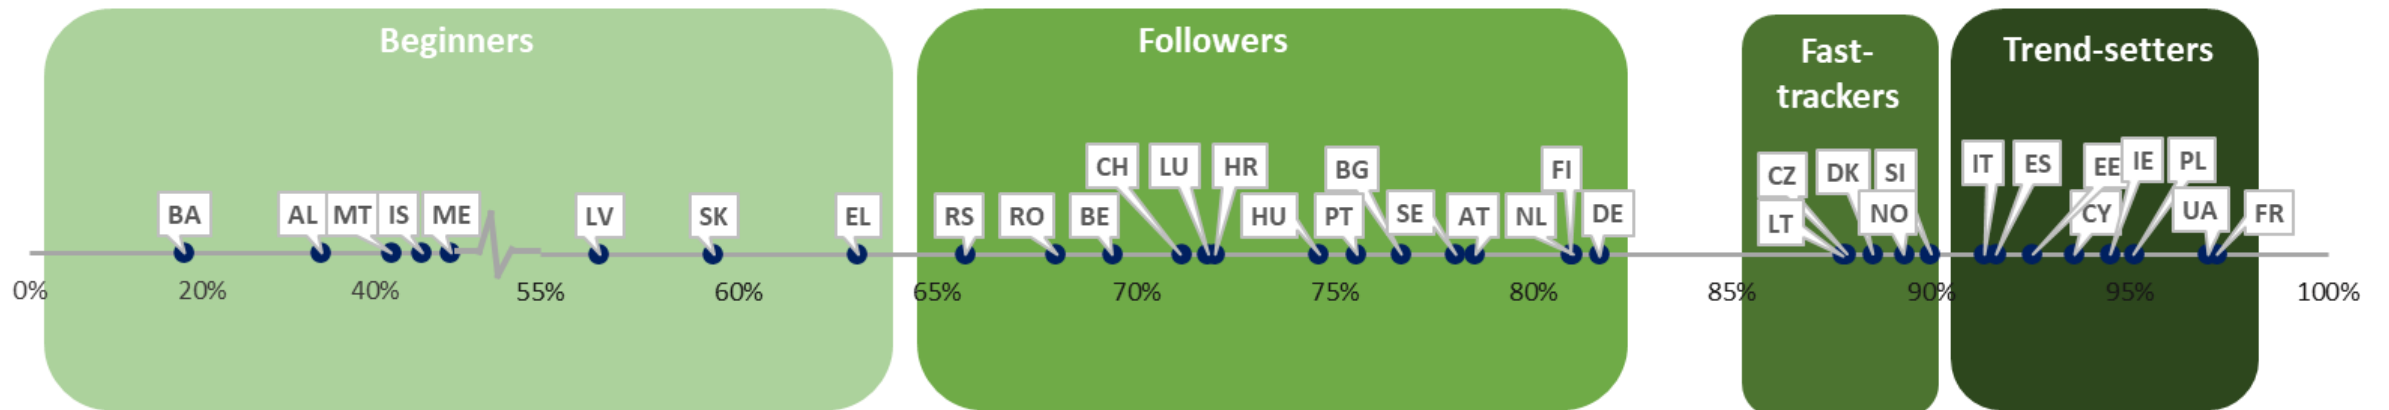 Beginners
Followers
Fast-
trackers
Trend-setters
BA
AL
MT
IS
ME
LV
SK
EL
RS
RO
BE
CH
LU
HR
HU
PT
BG
SE
AT
NL
FI
DE
CZ
LT
DK
NO
SI
IT
ES
EE
CY
IE
PL
UA
FR
0%
20%
40%
55%
60%
65%
70%
75%
80%
85%
90%
95%
100%